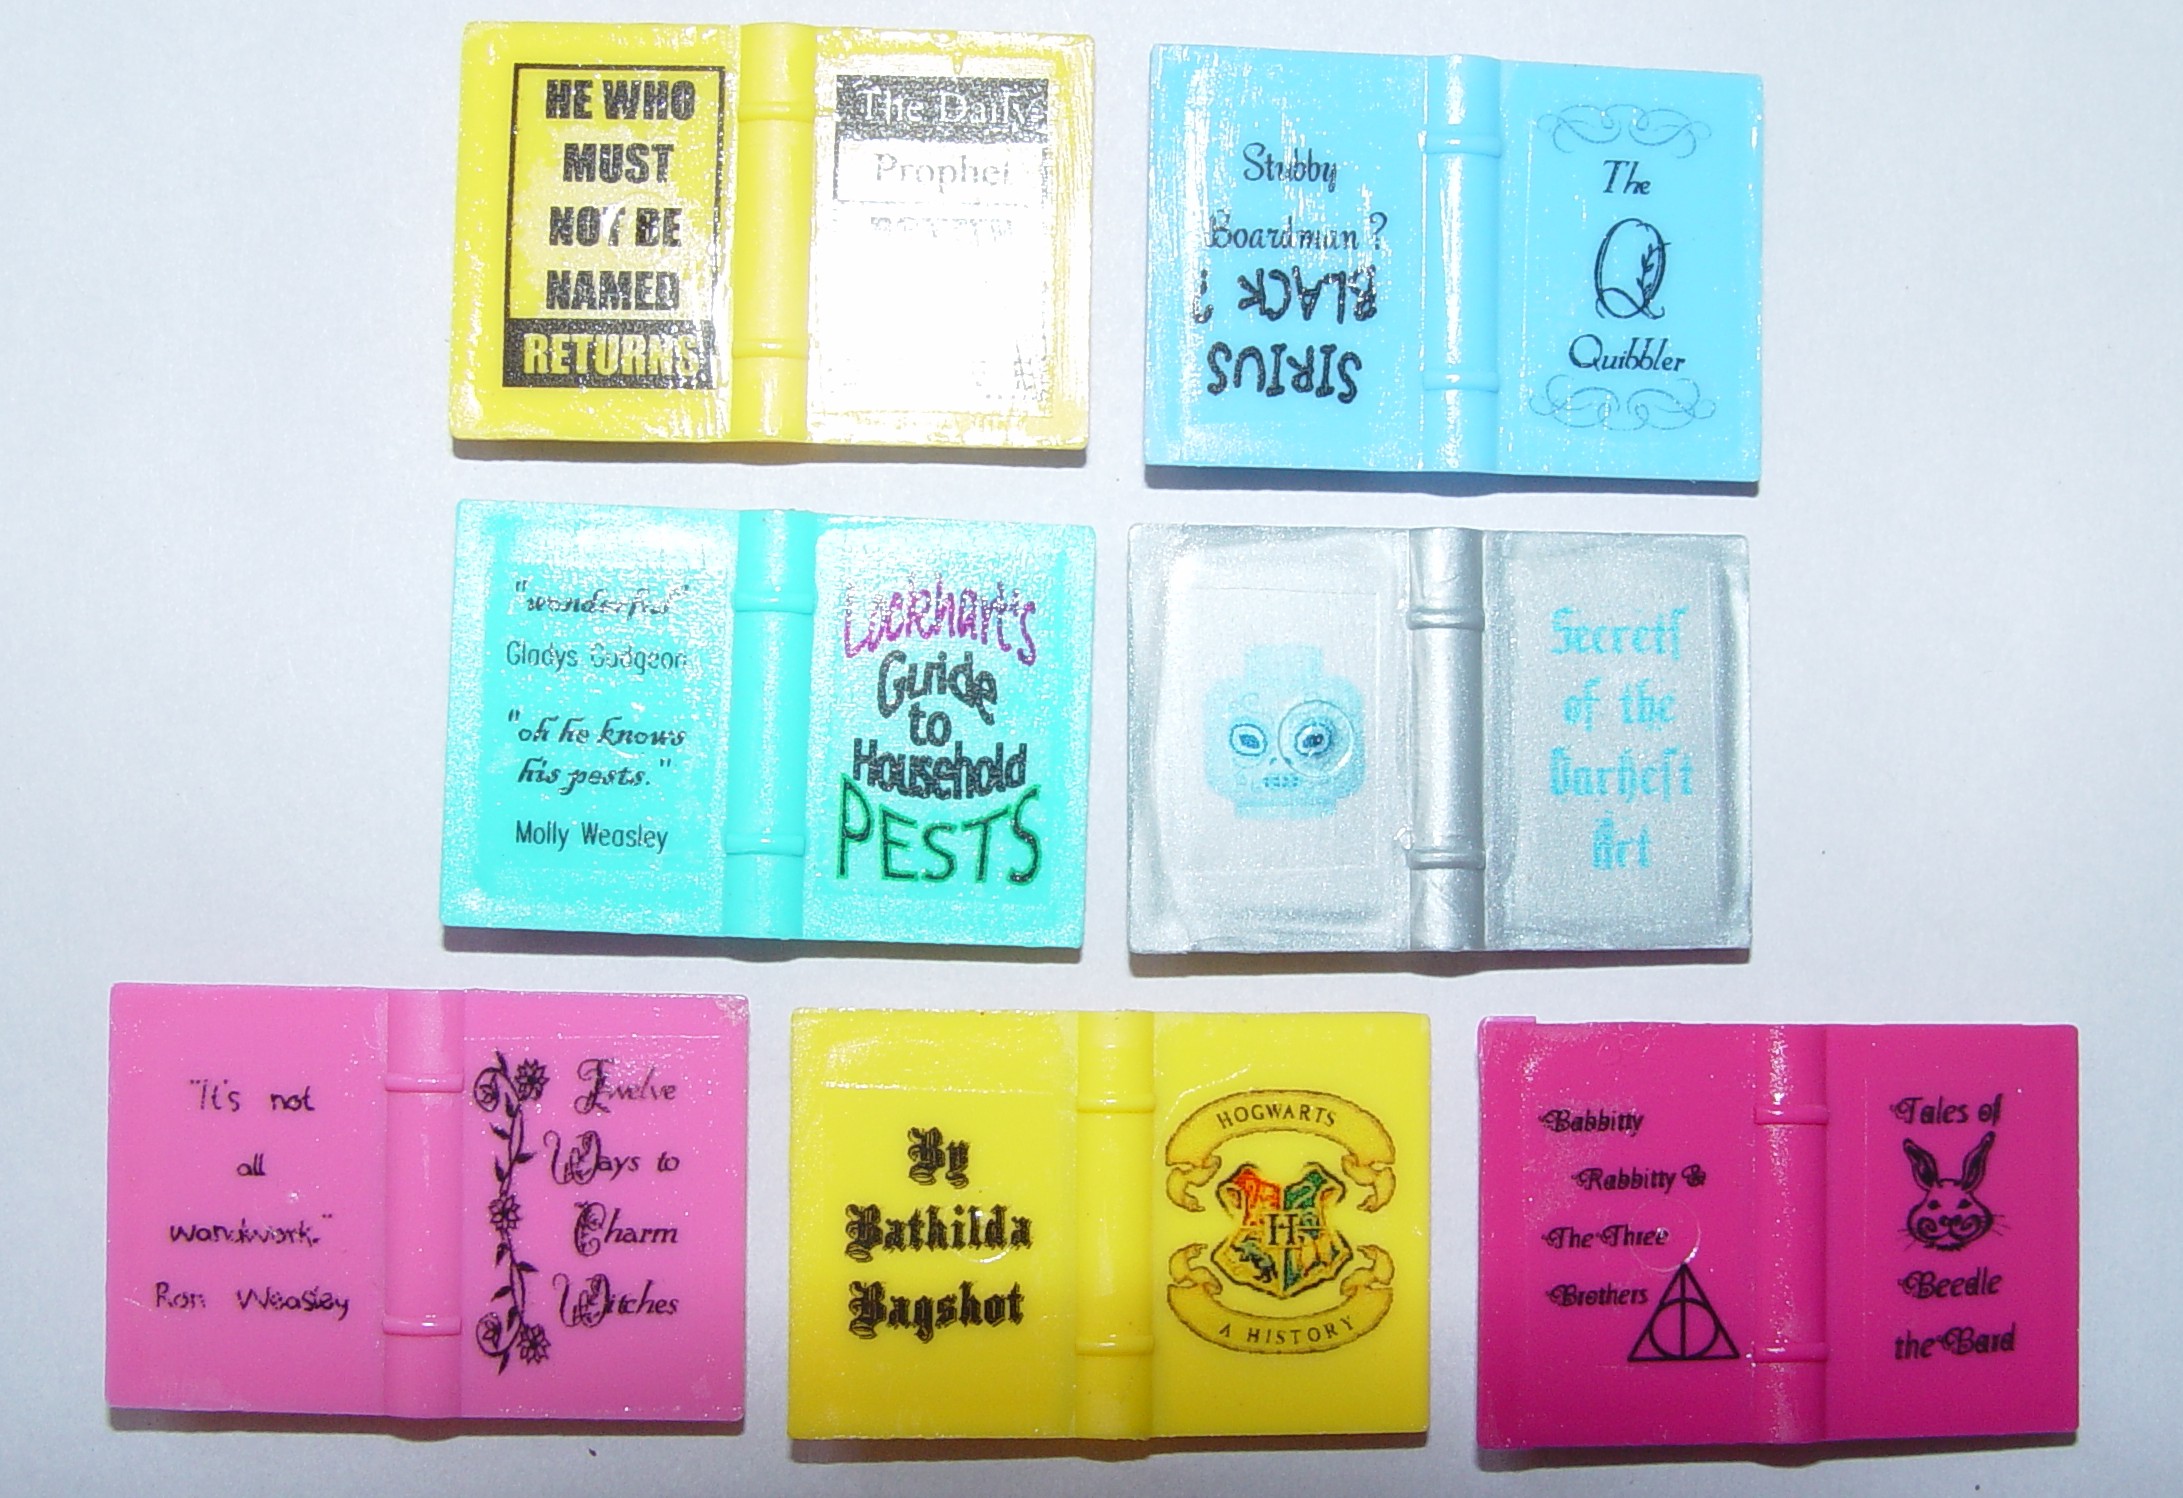 HE WHO
MUST
NOT BE
NAMED
RETURNS
The Daily
Prophet
Stubby
Boardman?
SIRIUS
BLACK?
The
Q
Quibbler
"wonderful"
Gladys Gudgeon
"oh he knows
his pests."
Molly Weasley
Lockhart's
Guide
to
Household
PESTS
Secrets
of the
Darkest
Art
"It's not
all
wandwork."
Ron Weasley
Twelve
Ways to
Charm
Witches
By
Bathilda
Bagshot
HOGWARTS
H
A HISTORY
Babbitty
Rabbitty &
The Three
Brothers
Tales of
Beedle
the Bard